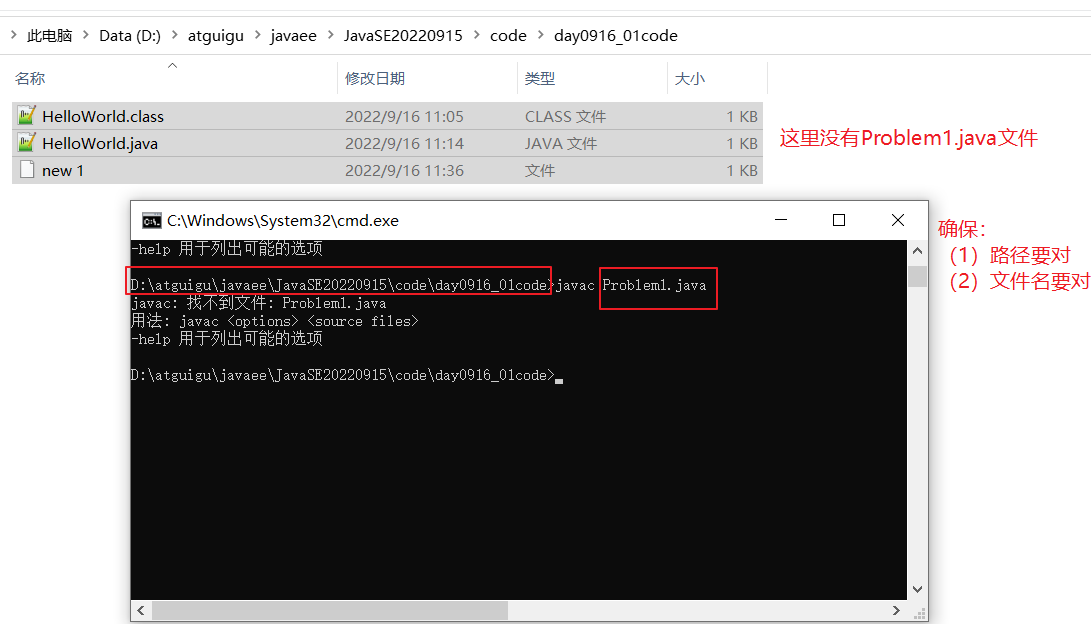 此电脑 > Data (D:) > atguigu > javaee > JavaSE20220915 > code > day0916_01code
名称 修改日期 类型 大小
HelloWorld.class 2022/9/16 11:05 CLASS 文件 1 KB
HelloWorld.java 2022/9/16 11:14 JAVA 文件 1 KB
new 1 2022/9/16 11:36 文件 1 KB
这里没有Problem1.java文件
C:\Windows\System32\cmd.exe
-help 用于列出可能的选项
D:\atguigu\javaee\JavaSE20220915\code\day0916_01code>javac Problem1.java
javac: 找不到文件: Problem1.java
用法: javac <options> <source files>
-help 用于列出可能的选项
D:\atguigu\javaee\JavaSE20220915\code\day0916_01code>
确保：
（1）路径要对
（2）文件名要对